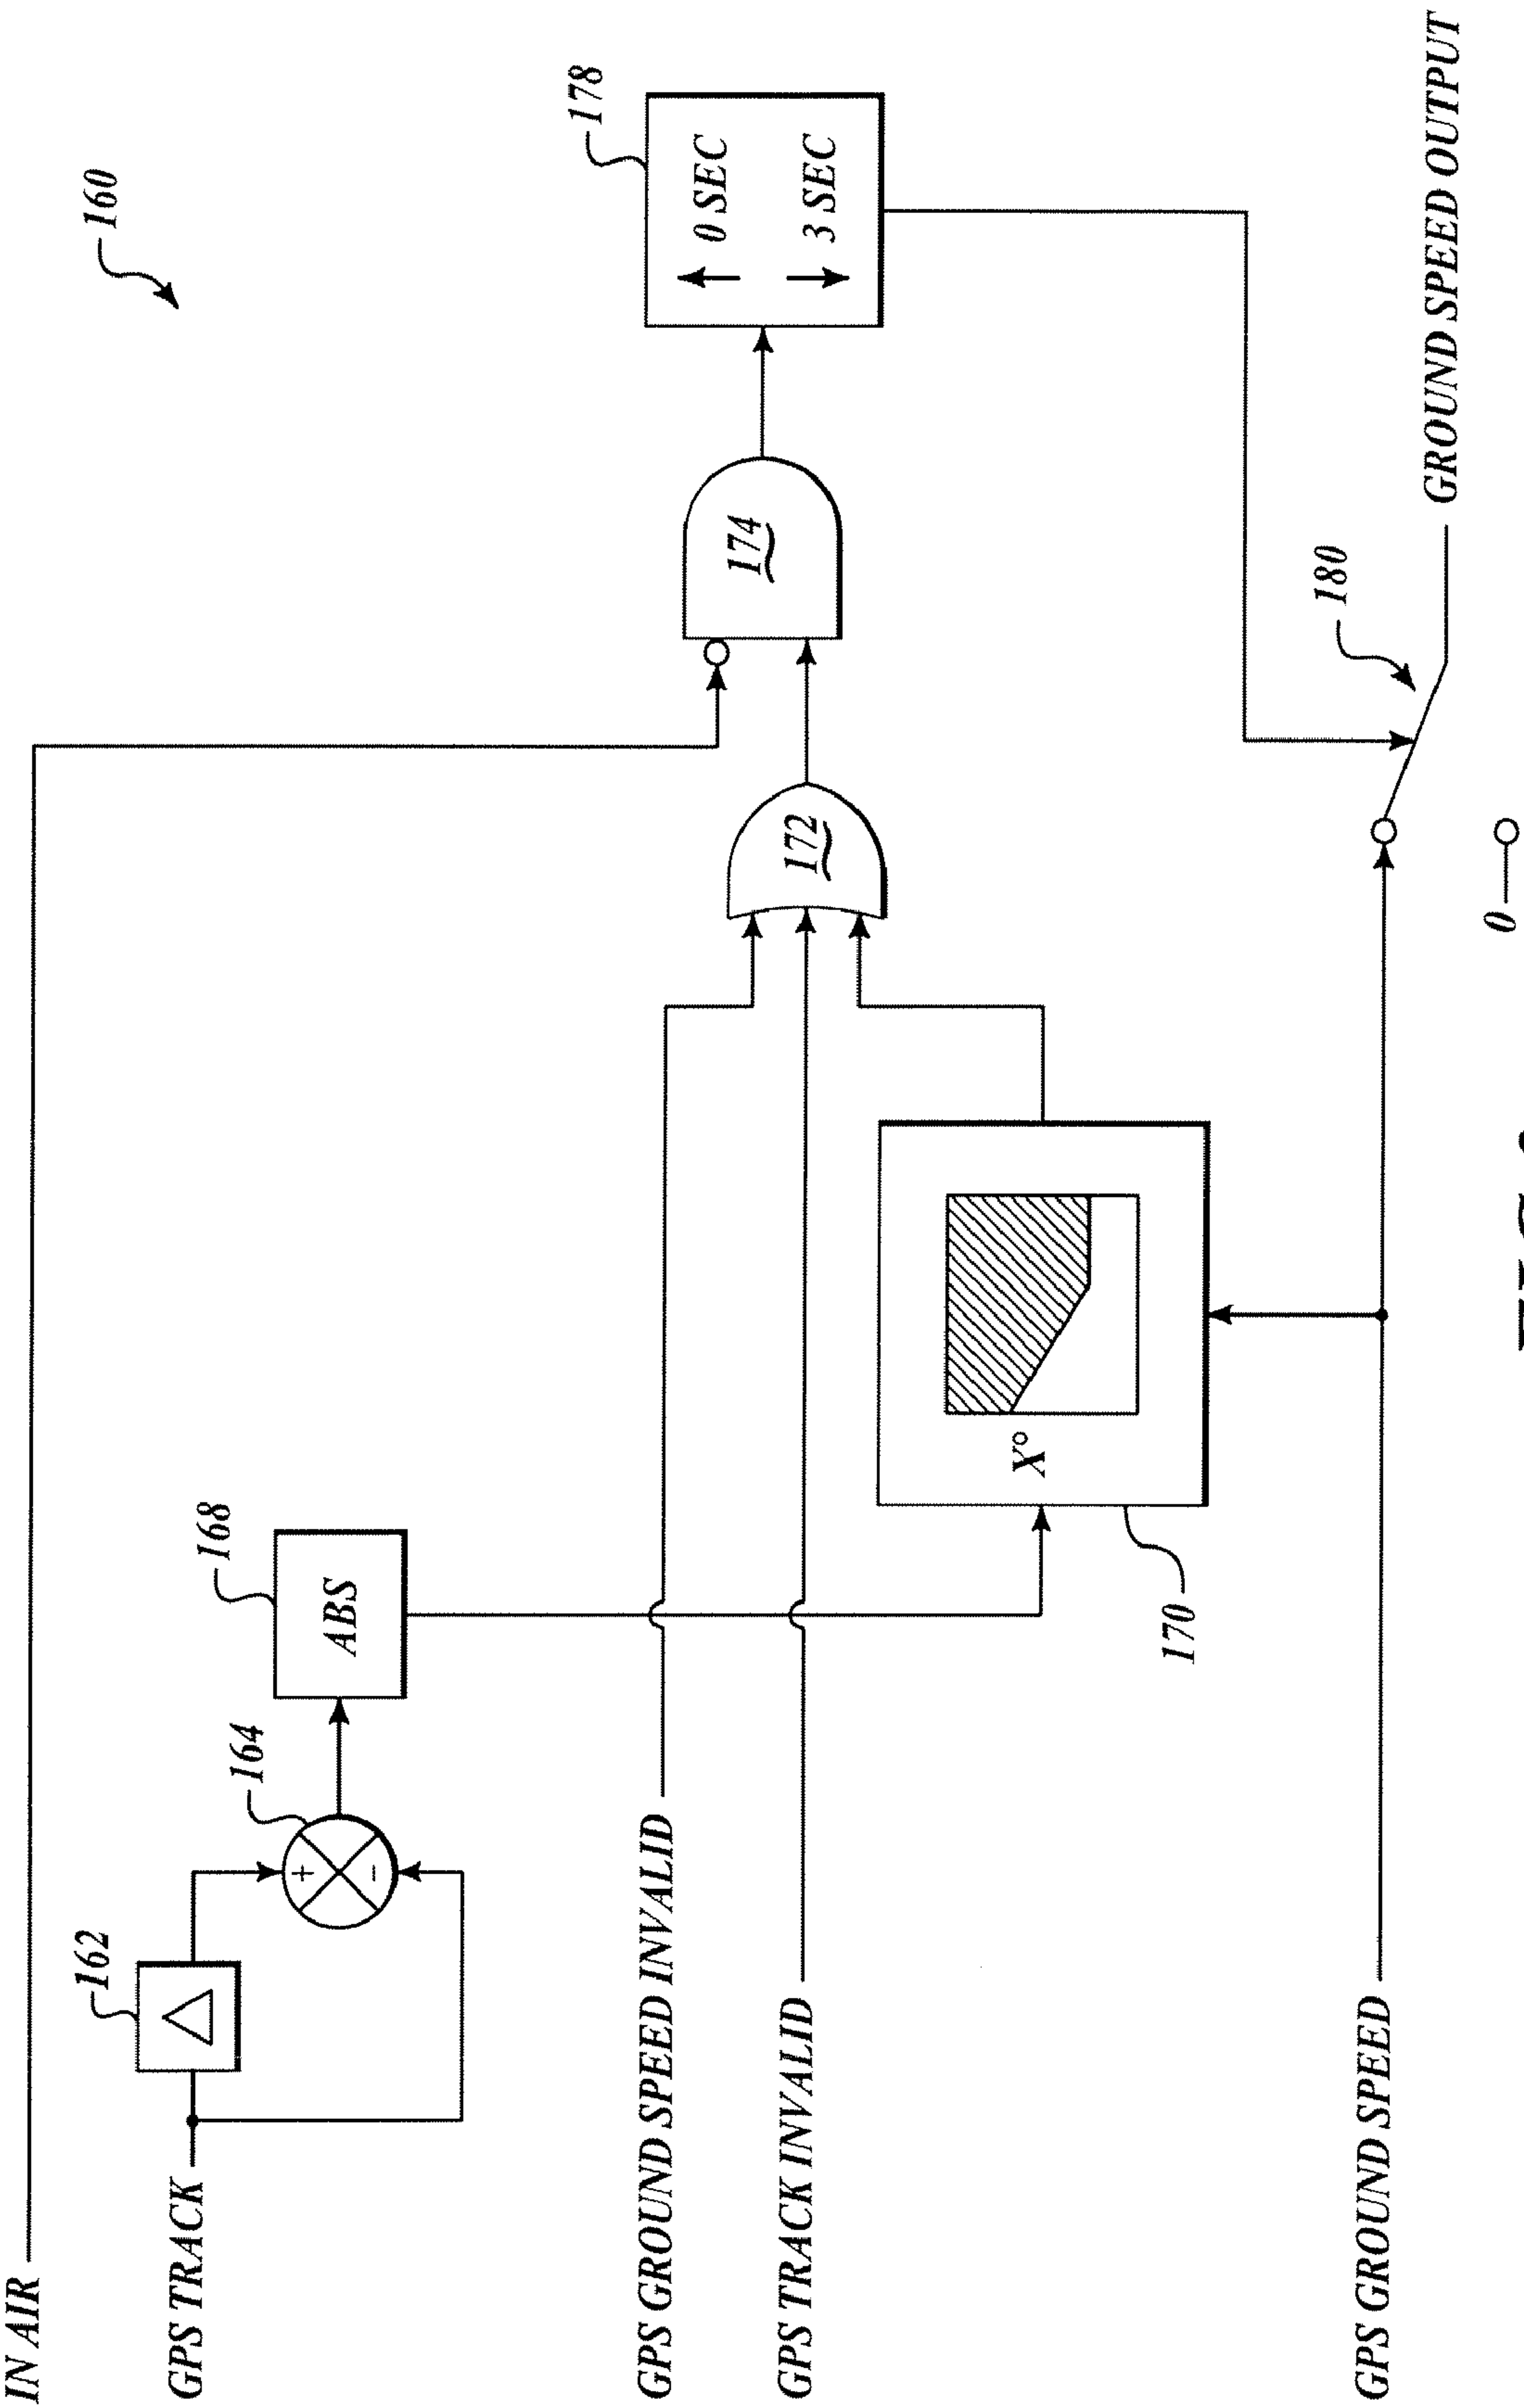 160
IN AIR
GPS TRACK
162
164
+
-
168
ABS
GPS GROUND SPEED INVALID
GPS TRACK INVALID
X°
170
172
174
178
0 SEC
3 SEC
GPS GROUND SPEED
180
0
GROUND SPEED OUTPUT